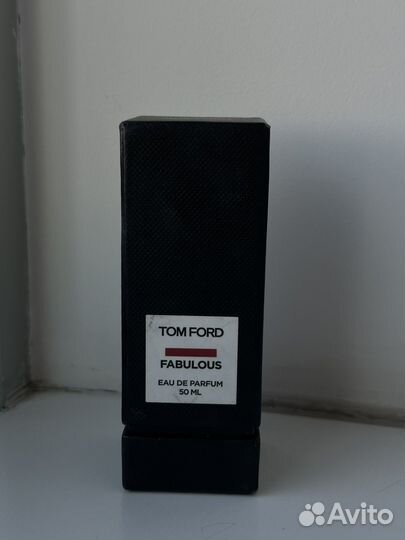 TOM FORD
FABULOUS
EAU DE PARFUM
50 ML
Avito